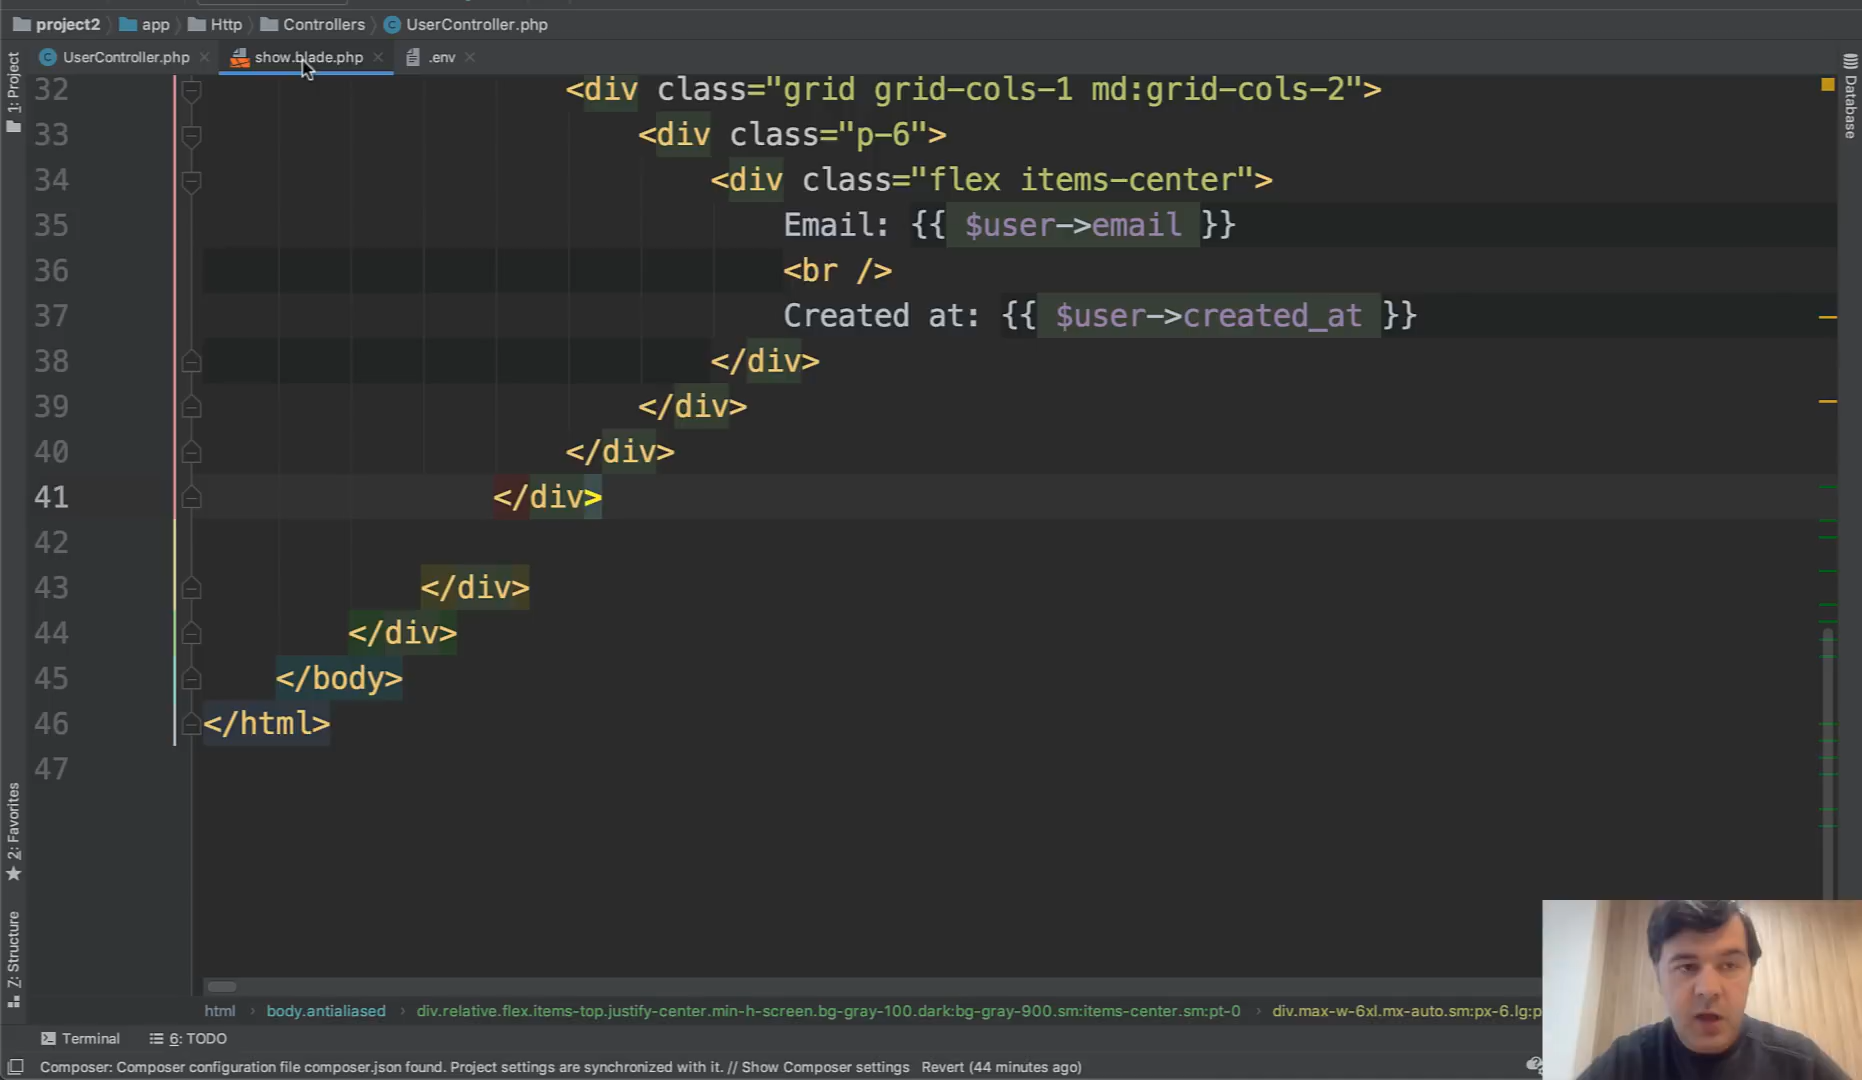 project2 app Http Controllers UserController.php
UserController.php show.blade.php .env
1: Project
Database
32 <div class="grid grid-cols-1 md:grid-cols-2">
33 <div class="p-6">
34 <div class="flex items-center">
35 Email: {{ $user->email }}
36 <br />
37 Created at: {{ $user->created_at }}
38 </div>
39 </div>
40 </div>
41 </div>
42
43 </div>
44 </div>
45 </body>
46 </html>
47
2: Favorites
Z: Structure
html body.antialiased div.relative.flex.items-top.justify-center.min-h-screen.bg-gray-100.dark:bg-gray-900.sm:items-center.sm:pt-0 div.max-w-6xl.mx-auto.sm:px-6.lg:p
Terminal 6: TODO
Composer: Composer configuration file composer.json found. Project settings are synchronized with it. // Show Composer settings Revert (44 minutes ago)